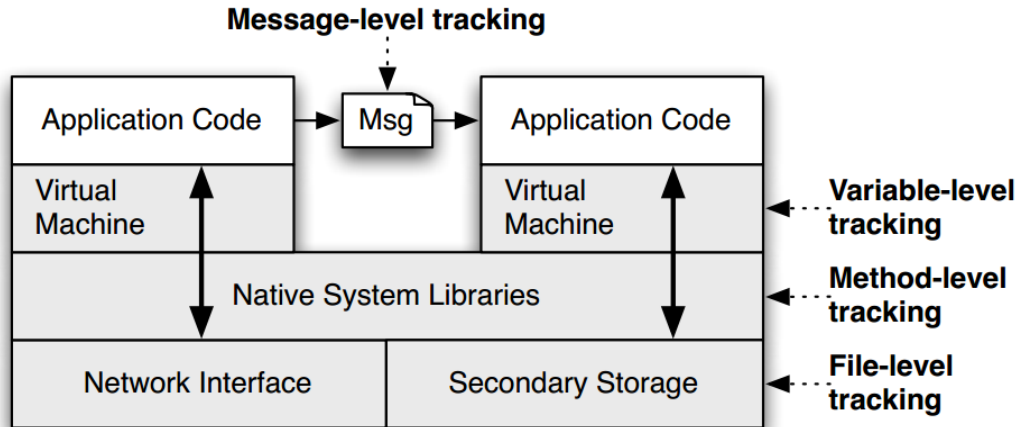 Message-level tracking
Application Code
Msg
Application Code
Virtual
Machine
Virtual
Machine
Variable-level
tracking
Native System Libraries
Method-level
tracking
Network Interface
Secondary Storage
File-level
tracking